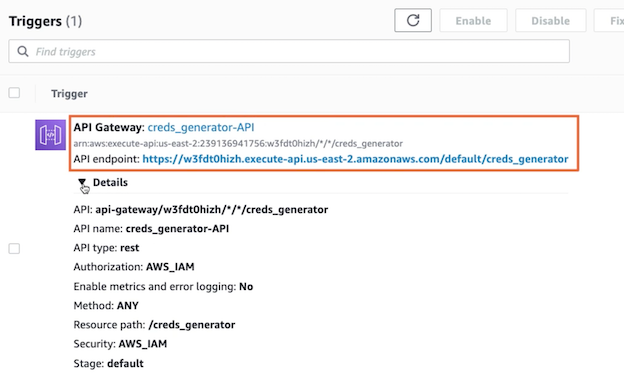 Triggers (1)
Enable
Disable
Fix
Find triggers
Trigger
API Gateway: creds_generator-API
arn:aws:execute-api:us-east-2:239136941756:w3fdt0hizh/*/*/creds_generator
API endpoint: https://w3fdt0hizh.execute-api.us-east-2.amazonaws.com/default/creds_generator
Details
API: api-gateway/w3fdt0hizh/*/*/creds_generator
API name: creds_generator-API
API type: rest
Authorization: AWS_IAM
Enable metrics and error logging: No
Method: ANY
Resource path: /creds_generator
Security: AWS_IAM
Stage: default